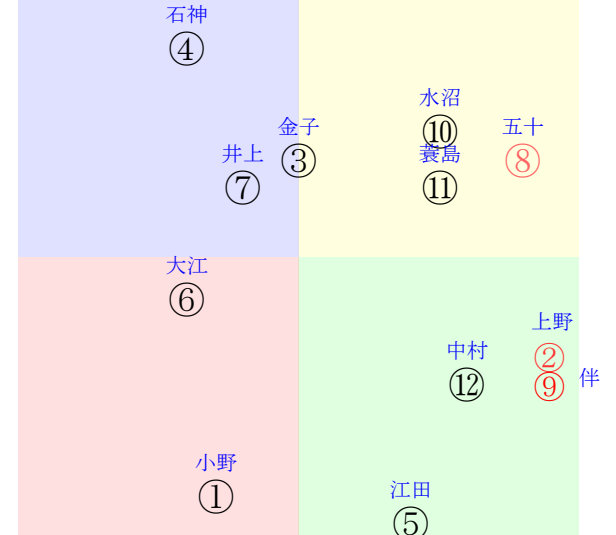 石神
④
水沼
⑩
金子
③
五十
⑧
井上
⑦
蓑島
⑪
大江
⑥
上野
②
中村
⑫
⑨
伴
小野
①
江田
⑤